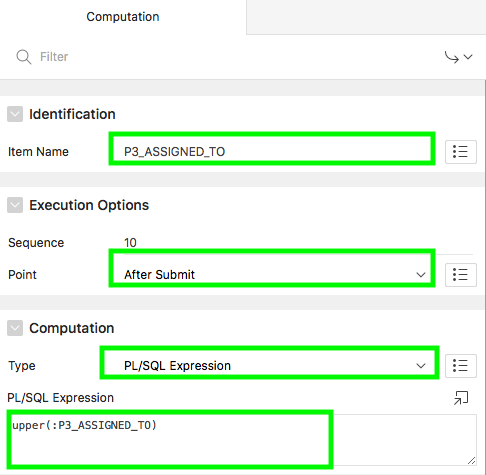 Computation
Filter
Identification
Item Name P3_ASSIGNED_TO
Execution Options
Sequence 10
Point After Submit
Computation
Type PL/SQL Expression
PL/SQL Expression
upper(:P3_ASSIGNED_TO)